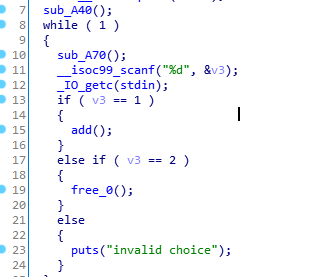 7 sub_A40();
8 while ( 1 )
9 {
10 sub_A70();
11 __isoc99_scanf("%d", &v3);
12 _IO_getc(stdin);
13 if ( v3 == 1 )
14 {
15 add();
16 }
17 else if ( v3 == 2 )
18 {
19 free_0();
20 }
21 else
22 {
23 puts("invalid choice");
24 }